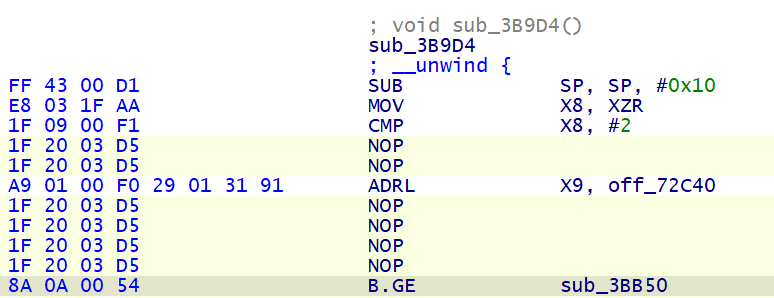 ; void sub_3B9D4()
sub_3B9D4
; __unwind {
FF 43 00 D1 SUB SP, SP, #0x10
E8 03 1F AA MOV X8, XZR
1F 09 00 F1 CMP X8, #2
1F 20 03 D5 NOP
1F 20 03 D5 NOP
A9 01 00 F0 29 01 31 91 ADRL X9, off_72C40
1F 20 03 D5 NOP
1F 20 03 D5 NOP
1F 20 03 D5 NOP
1F 20 03 D5 NOP
8A 0A 00 54 B.GE sub_3BB50